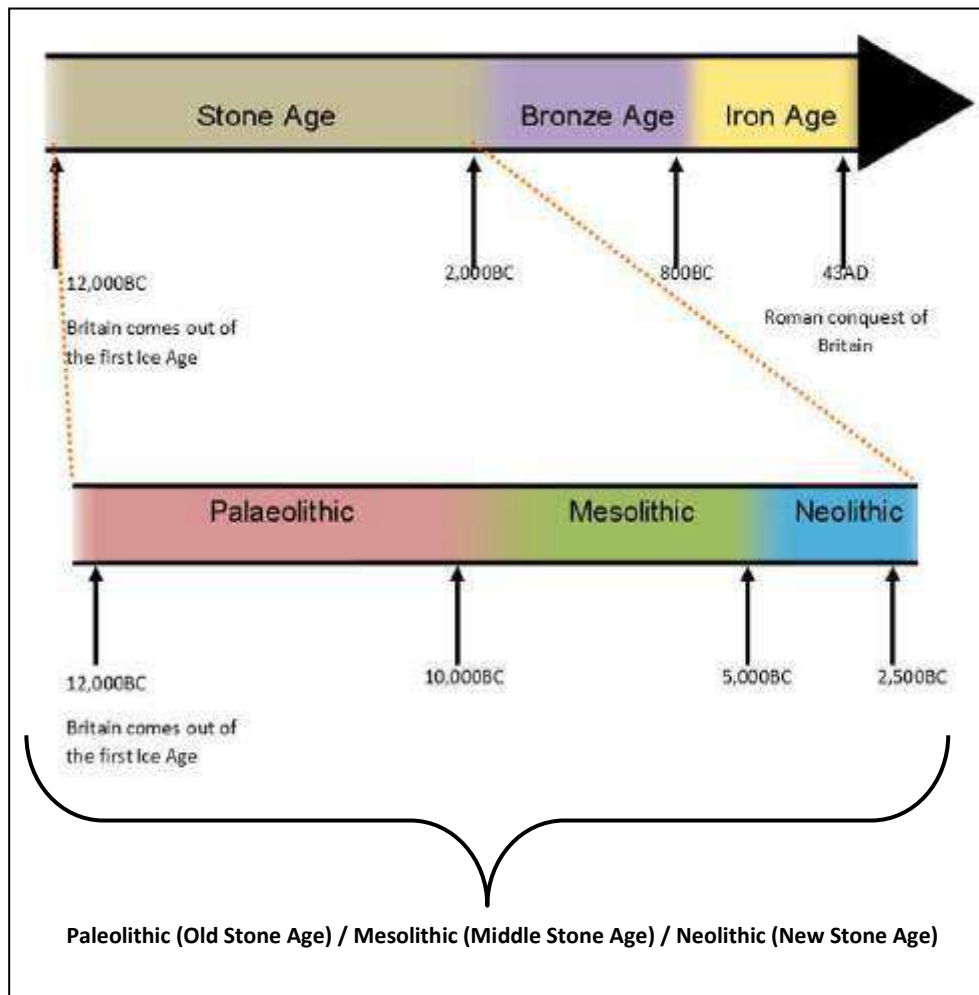 Stone Age
Bronze Age
Iron Age
12,000BC
Britain comes out of
the first Ice Age
2,000BC
800BC
43AD
Roman conquest of
Britain
Palaeolithic
Mesolithic
Neolithic
12,000BC
Britain comes out of
the first Ice Age
10,000BC
5,000BC
2,500BC
Paleolithic (Old Stone Age) / Mesolithic (Middle Stone Age) / Neolithic (New Stone Age)